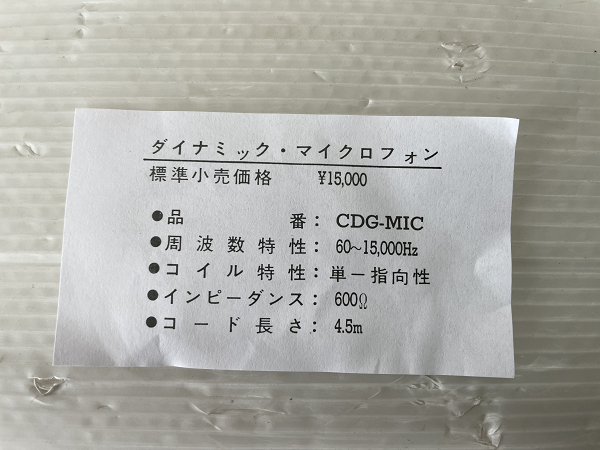 ダイナミック・マイクロフォン
標準小売価格 ¥15,000
●品番: CDG-MIC
●周波数特性: 60～15,000Hz
●コイル特性: 単一指向性
●インピーダンス: 600Ω
●コード長さ: 4.5m